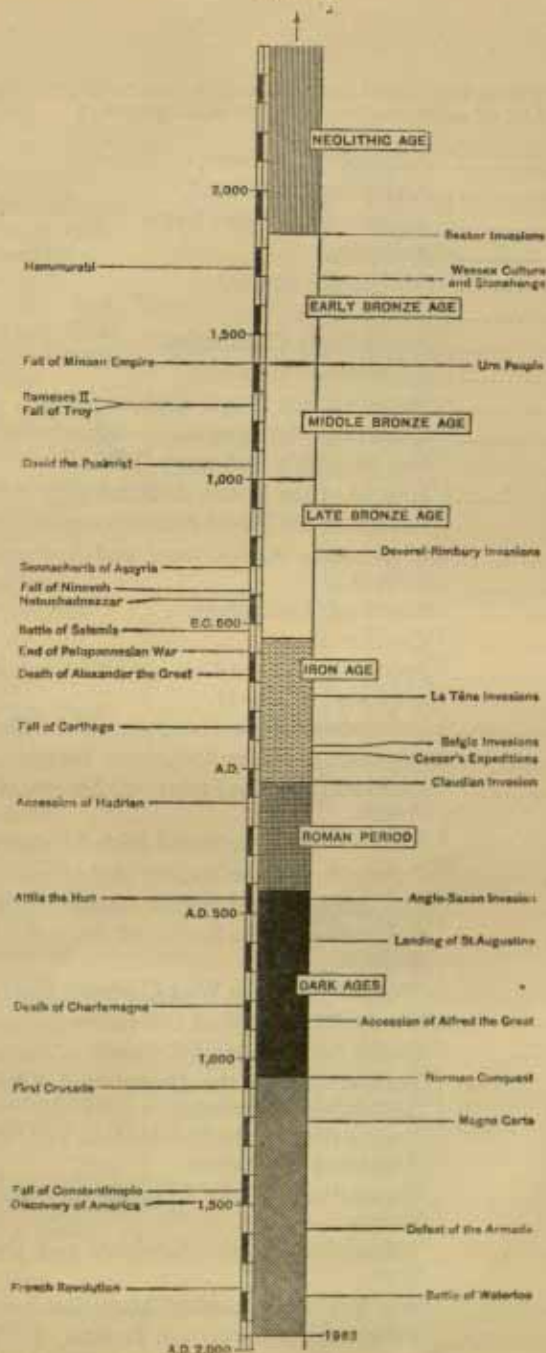 NEOLITHIC AGE
2,000
Beaker Invasions
Hammurabi
Wessex Culture
and Stonehenge
EARLY BRONZE AGE
1,500
Fall of Minoan Empire
Urn People
Rameses II
Fall of Troy
MIDDLE BRONZE AGE
David the Psalmist
1,000
LATE BRONZE AGE
Deverel-Rimbury Invasions
Sennacherib of Assyria
Fall of Nineveh
Nebuchadnezzar
B.C. 500
Battle of Salamis
End of Peloponnesian War
IRON AGE
Death of Alexander the Great
La Tène Invasions
Fall of Carthage
Belgic Invasions
Caesar's Expeditions
A.D.
Claudian Invasion
Accession of Hadrian
ROMAN PERIOD
Attila the Hun
Anglo-Saxon Invasion
A.D. 500
Landing of St. Augustine
DARK AGES
Death of Charlemagne
Accession of Alfred the Great
1,000
Norman Conquest
First Crusade
Magna Carta
Fall of Constantinople
Discovery of America
1,500
Defeat of the Armada
French Revolution
Battle of Waterloo
1963
A.D. 2,000